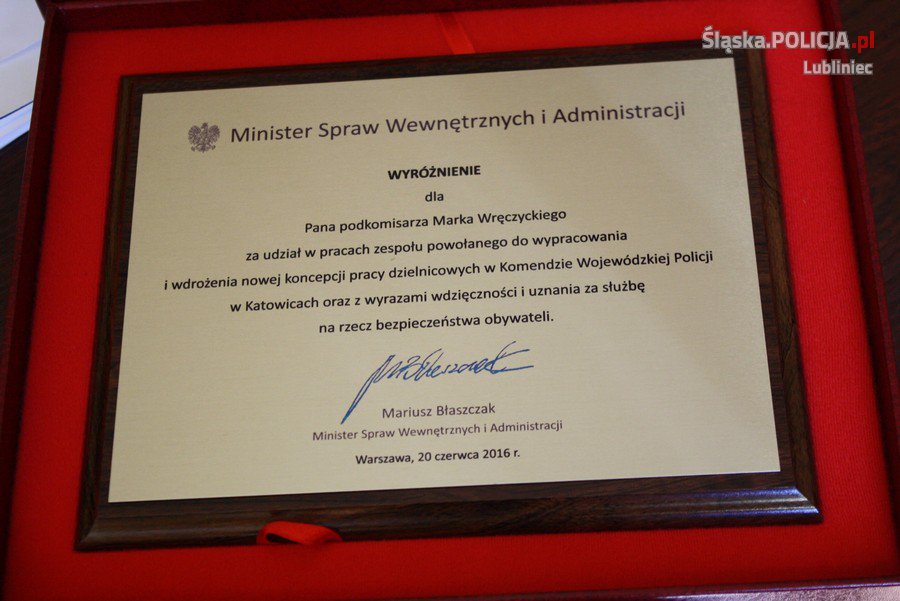 Śląska.POLICJA.pl
Lubliniec
Minister Spraw Wewnętrznych i Administracji
WYRÓŻNIENIE
dla
Pana podkomisarza Marka Wręczyckiego
za udział w pracach zespołu powołanego do wypracowania
i wdrożenia nowej koncepcji pracy dzielnicowych w Komendzie Wojewódzkiej Policji
w Katowicach oraz z wyrazami wdzięczności i uznania za służbę
na rzecz bezpieczeństwa obywateli.
Mariusz Błaszczak
Minister Spraw Wewnętrznych i Administracji
Warszawa, 20 czerwca 2016 r.